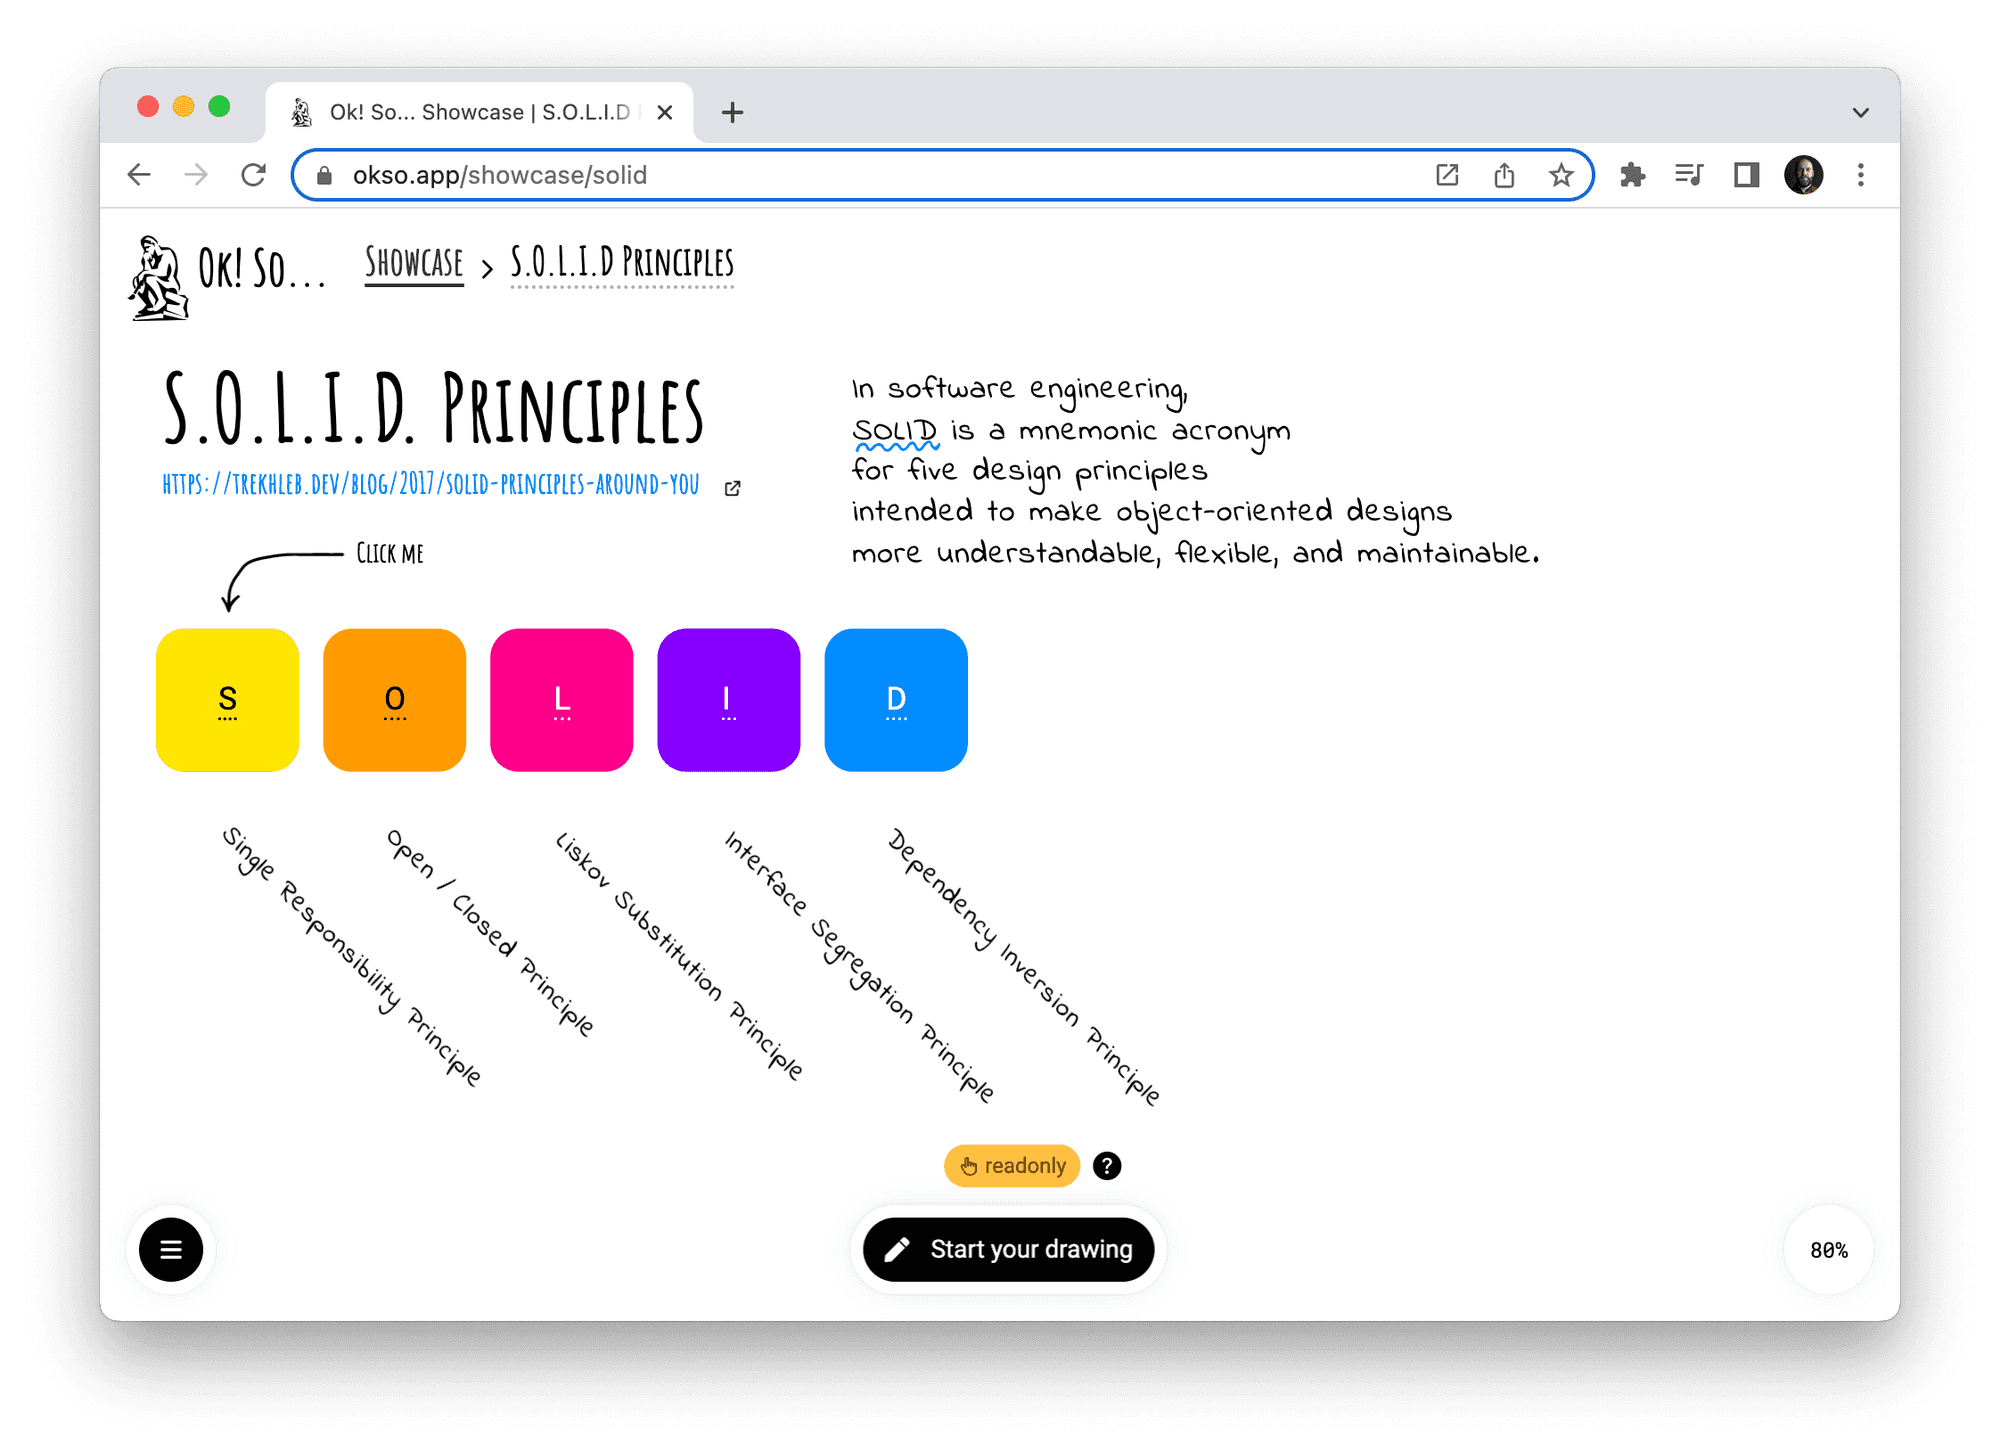 Ok! So... Showcase | S.O.L.I.D
okso.app/showcase/solid
Ok! So...
Showcase > S.O.L.I.D Principles
S.O.L.I.D. Principles
https://trekhleb.dev/blog/2017/solid-principles-around-you
In software engineering,
SOLID is a mnemonic acronym
for five design principles
intended to make object-oriented designs
more understandable, flexible, and maintainable.
Click me
S
O
L
I
D
Single Responsibility Principle
Open / Closed Principle
Liskov Substitution Principle
Interface Segregation Principle
Dependency Inversion Principle
readonly ?
Start your drawing
80%